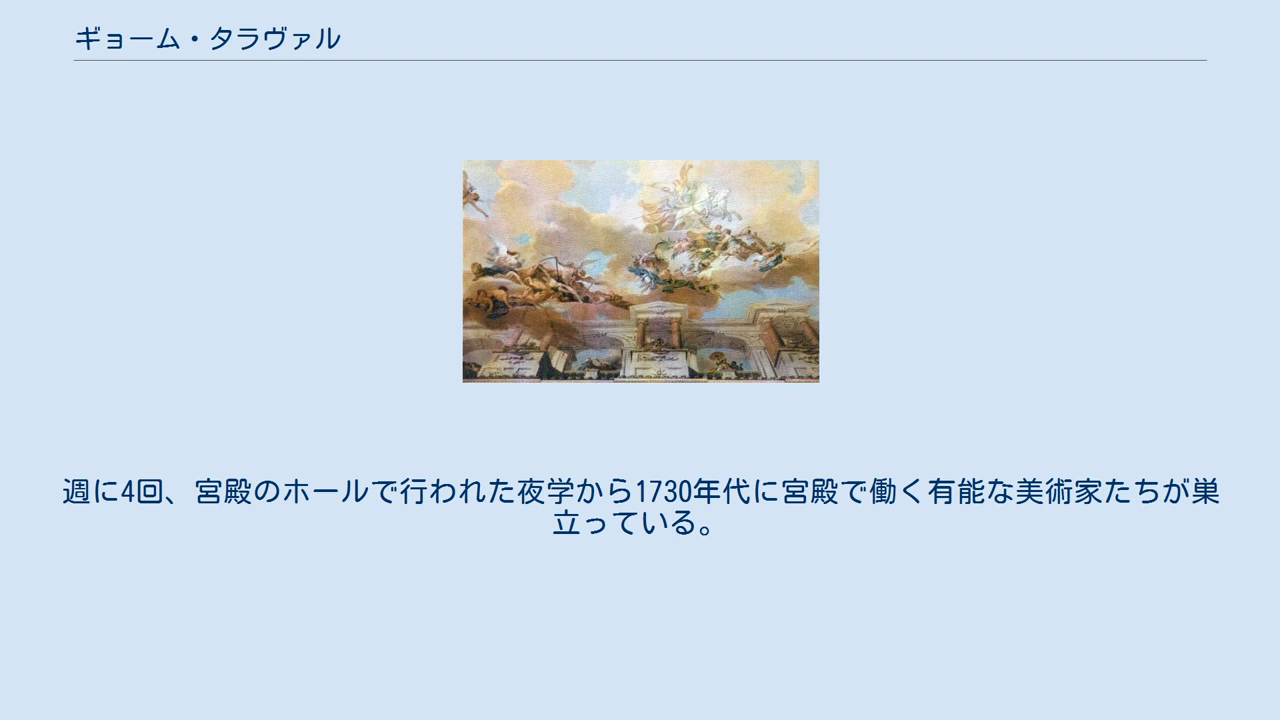 ギョーム・タラヴァル
週に4回、宮殿のホールで行われた夜学から1730年代に宮殿で働く有能な美術家たちが巣
立っている。